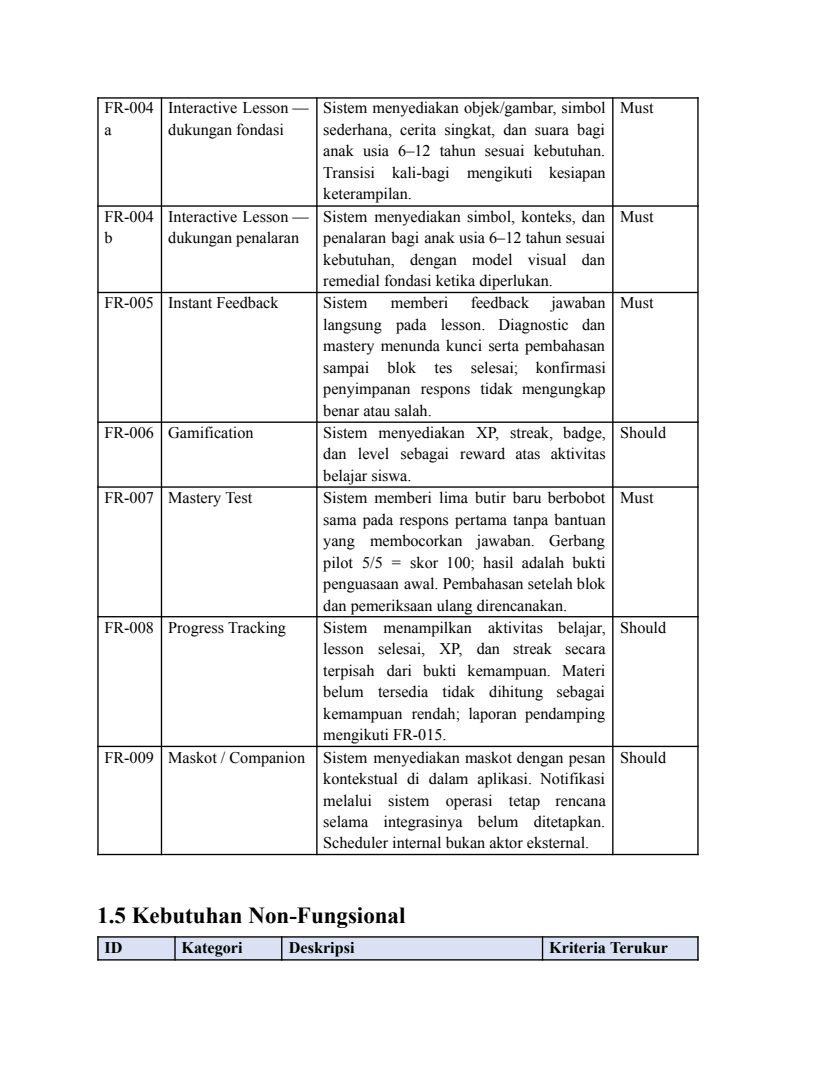 FR-004 Interactive Lesson — Sistem menyediakan objek/gambar, simbol Must
a dukungan fondasi sederhana, cerita singkat, dan suara bagi
anak usia 6–12 tahun sesuai kebutuhan.
Transisi kali-bagi mengikuti kesiapan
keterampilan.
FR-004 Interactive Lesson — Sistem menyediakan simbol, konteks, dan Must
b dukungan penalaran penalaran bagi anak usia 6–12 tahun sesuai
kebutuhan, dengan model visual dan
remedial fondasi ketika diperlukan.
FR-005 Instant Feedback Sistem memberi feedback jawaban Must
langsung pada lesson. Diagnostic dan
mastery menunda kunci serta pembahasan
sampai blok tes selesai; konfirmasi
penyimpanan respons tidak mengungkap
benar atau salah.
FR-006 Gamification Sistem menyediakan XP, streak, badge, Should
dan level sebagai reward atas aktivitas
belajar siswa.
FR-007 Mastery Test Sistem memberi lima butir baru berbobot Must
sama pada respons pertama tanpa bantuan
yang membocorkan jawaban. Gerbang
pilot 5/5 = skor 100; hasil adalah bukti
penguasaan awal. Pembahasan setelah blok
dan pemeriksaan ulang direncanakan.
FR-008 Progress Tracking Sistem menampilkan aktivitas belajar, Should
lesson selesai, XP, dan streak secara
terpisah dari bukti kemampuan. Materi
belum tersedia tidak dihitung sebagai
kemampuan rendah; laporan pendamping
mengikuti FR-015.
FR-009 Maskot / Companion Sistem menyediakan maskot dengan pesan Should
kontekstual di dalam aplikasi. Notifikasi
melalui sistem operasi tetap rencana
selama integrasinya belum ditetapkan.
Scheduler internal bukan aktor eksternal.
1.5 Kebutuhan Non-Fungsional
ID Kategori Deskripsi Kriteria Terukur